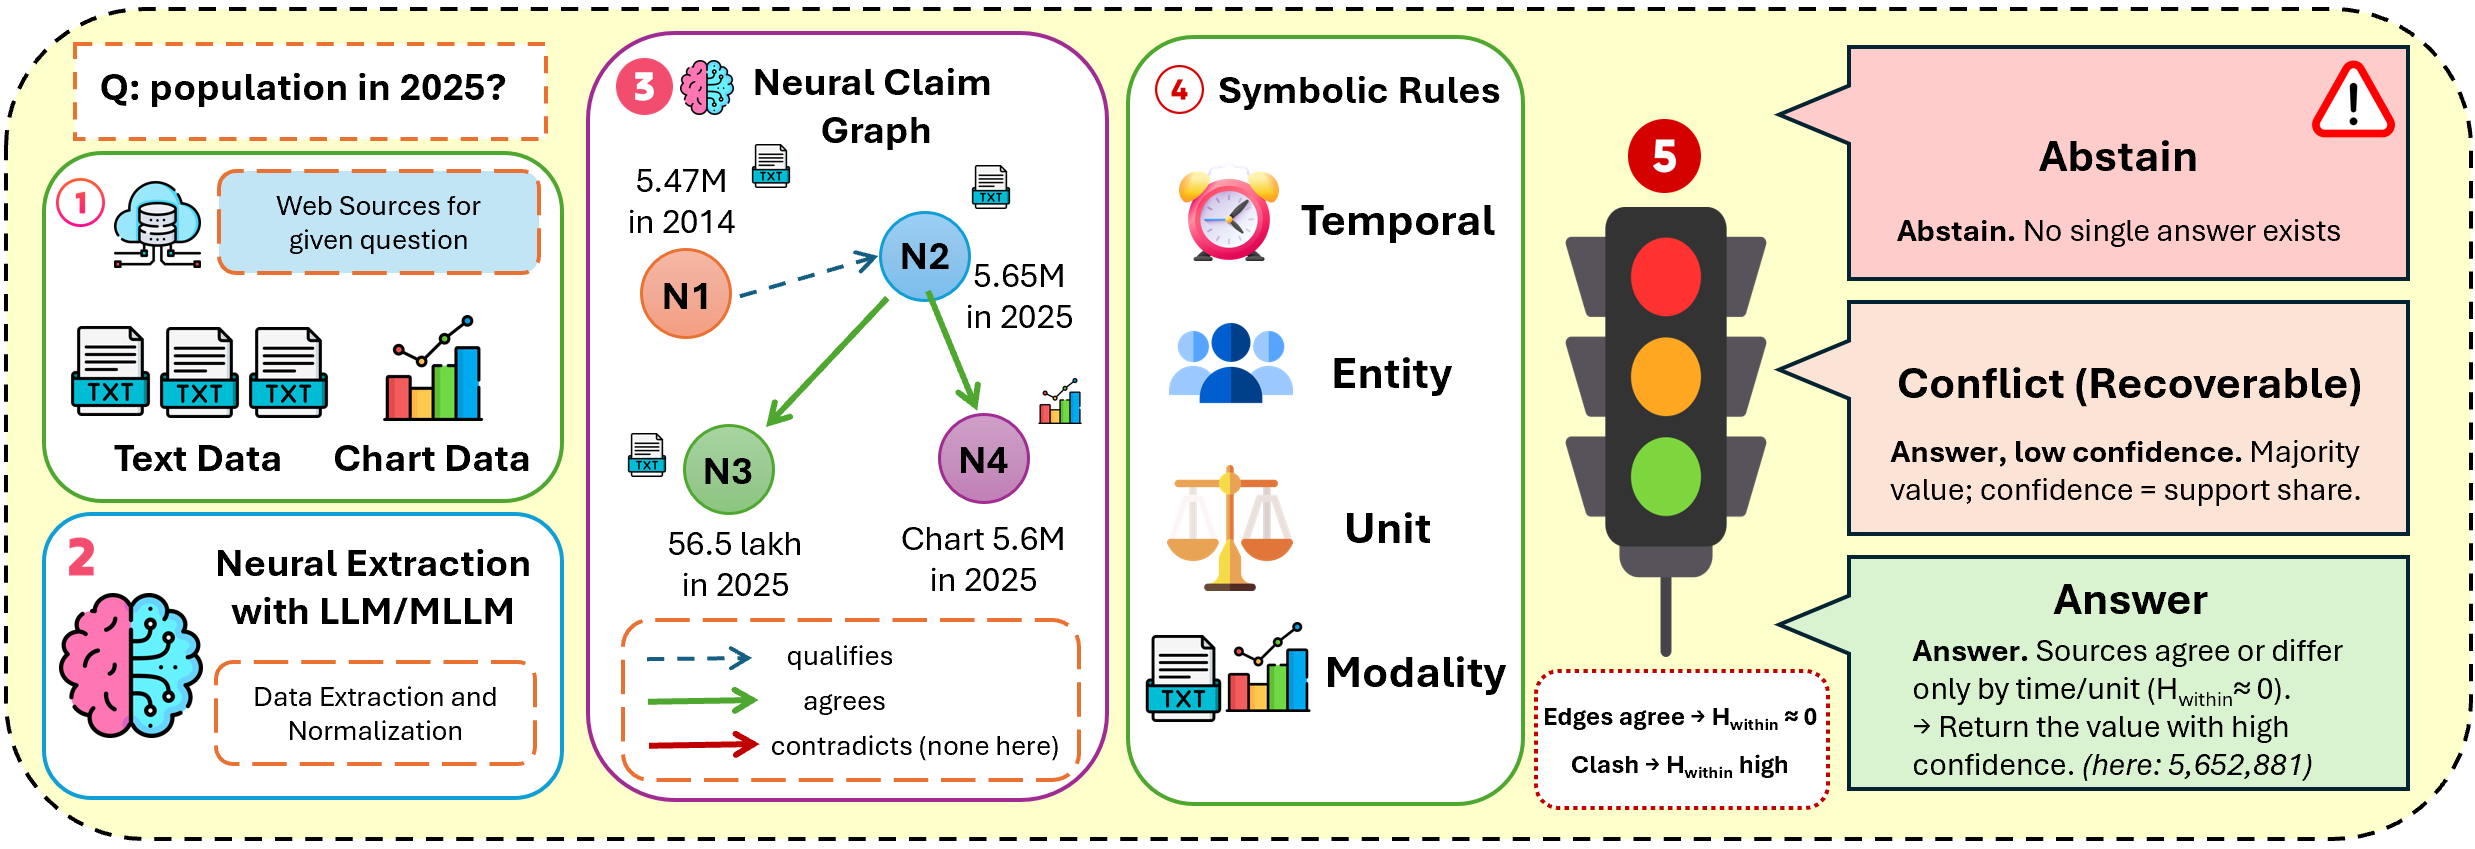 Q: population in 2025?
1
Web Sources for
given question
TXT
TXT
TXT
Text Data
Chart Data
2
Neural Extraction
with LLM/MLLM
Data Extraction and
Normalization
3
Neural Claim
Graph
TXT
5.47M
in 2014
TXT
N1
N2
5.65M
in 2025
TXT
N3
N4
56.5 lakh
in 2025
Chart 5.6M
in 2025
qualifies
agrees
contradicts (none here)
4
Symbolic Rules
Temporal
Entity
Unit
TXT
Modality
5
Edges agree → Hwithin ≈ 0
Clash → Hwithin high
!
Abstain
Abstain. No single answer exists
Conflict (Recoverable)
Answer, low confidence. Majority
value; confidence = support share.
Answer
Answer. Sources agree or differ
only by time/unit (Hwithin≈ 0).
→ Return the value with high
confidence. (here: 5,652,881)